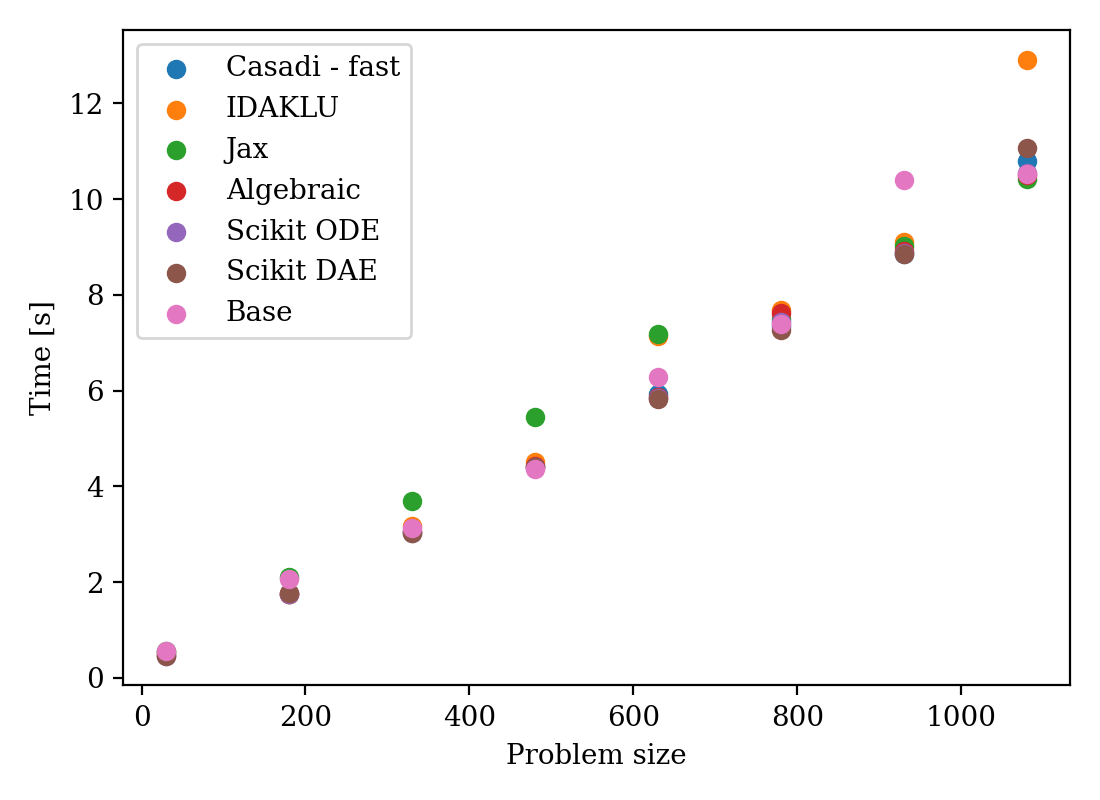 Casadi - fast
IDAKLU
Jax
Algebraic
Scikit ODE
Scikit DAE
Base
Time [s]
12
10
8
6
4
2
0
0 200 400 600 800 1000
Problem size